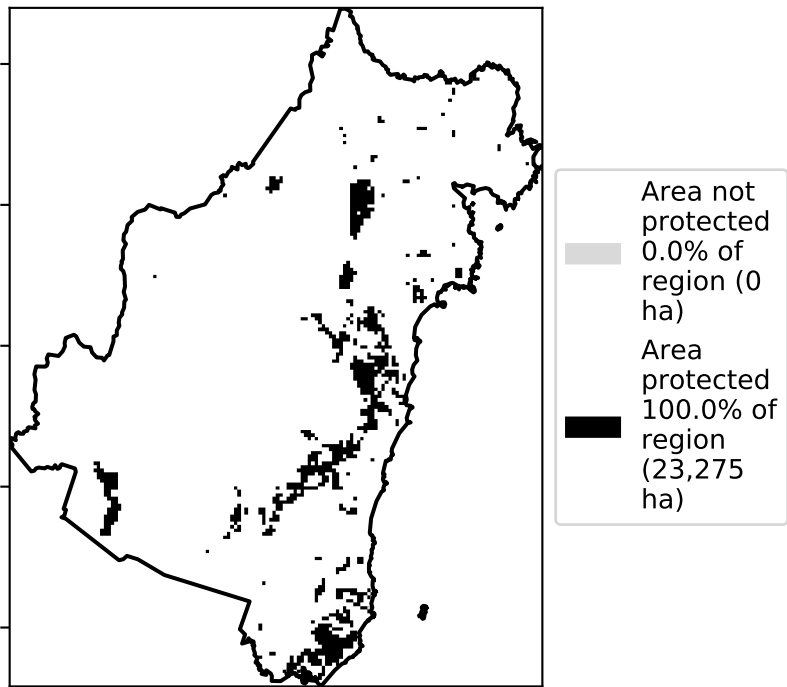 Area not
protected
0.0% of
region (0
ha)
Area
protected
100.0% of
region
(23,275
ha)